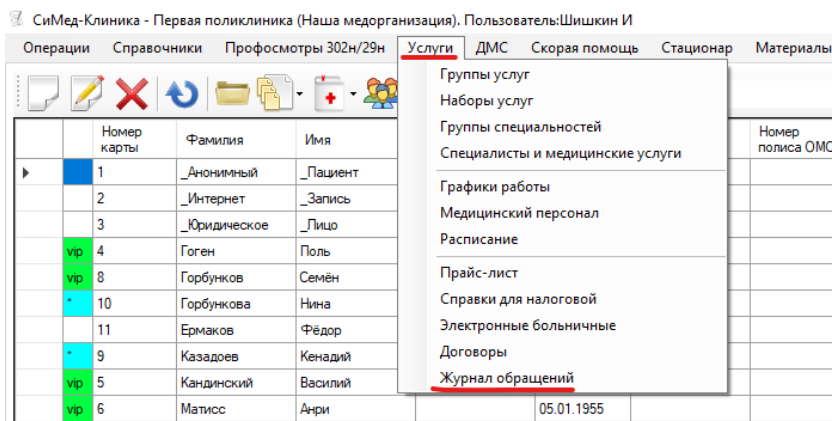 СиМед-Клиника - Первая поликлиника (Наша медорганизация). Пользователь:Шишкин И
Операции Справочники Профосмотры 302н/29н Услуги ДМС Скорая помощь Стационар Материалы
Группы услуг
Наборы услуг
Группы специальностей
Специалисты и медицинские услуги
Графики работы
Медицинский персонал
Расписание
Прайс-лист
Справки для налоговой
Электронные больничные
Договоры
Журнал обращений
Номер карты Фамилия Имя Номер полиса ОМС
1 _Анонимный _Пациент
2 _Интернет _Запись
3 _Юридическое _Лицо
vip 4 Гоген Поль
vip 8 Горбунков Семён
* 10 Горбункова Нина
11 Ермаков Фёдор
* 9 Казадоев Кенадий
vip 5 Кандинский Василий
vip 6 Матисс Анри 05.01.1955